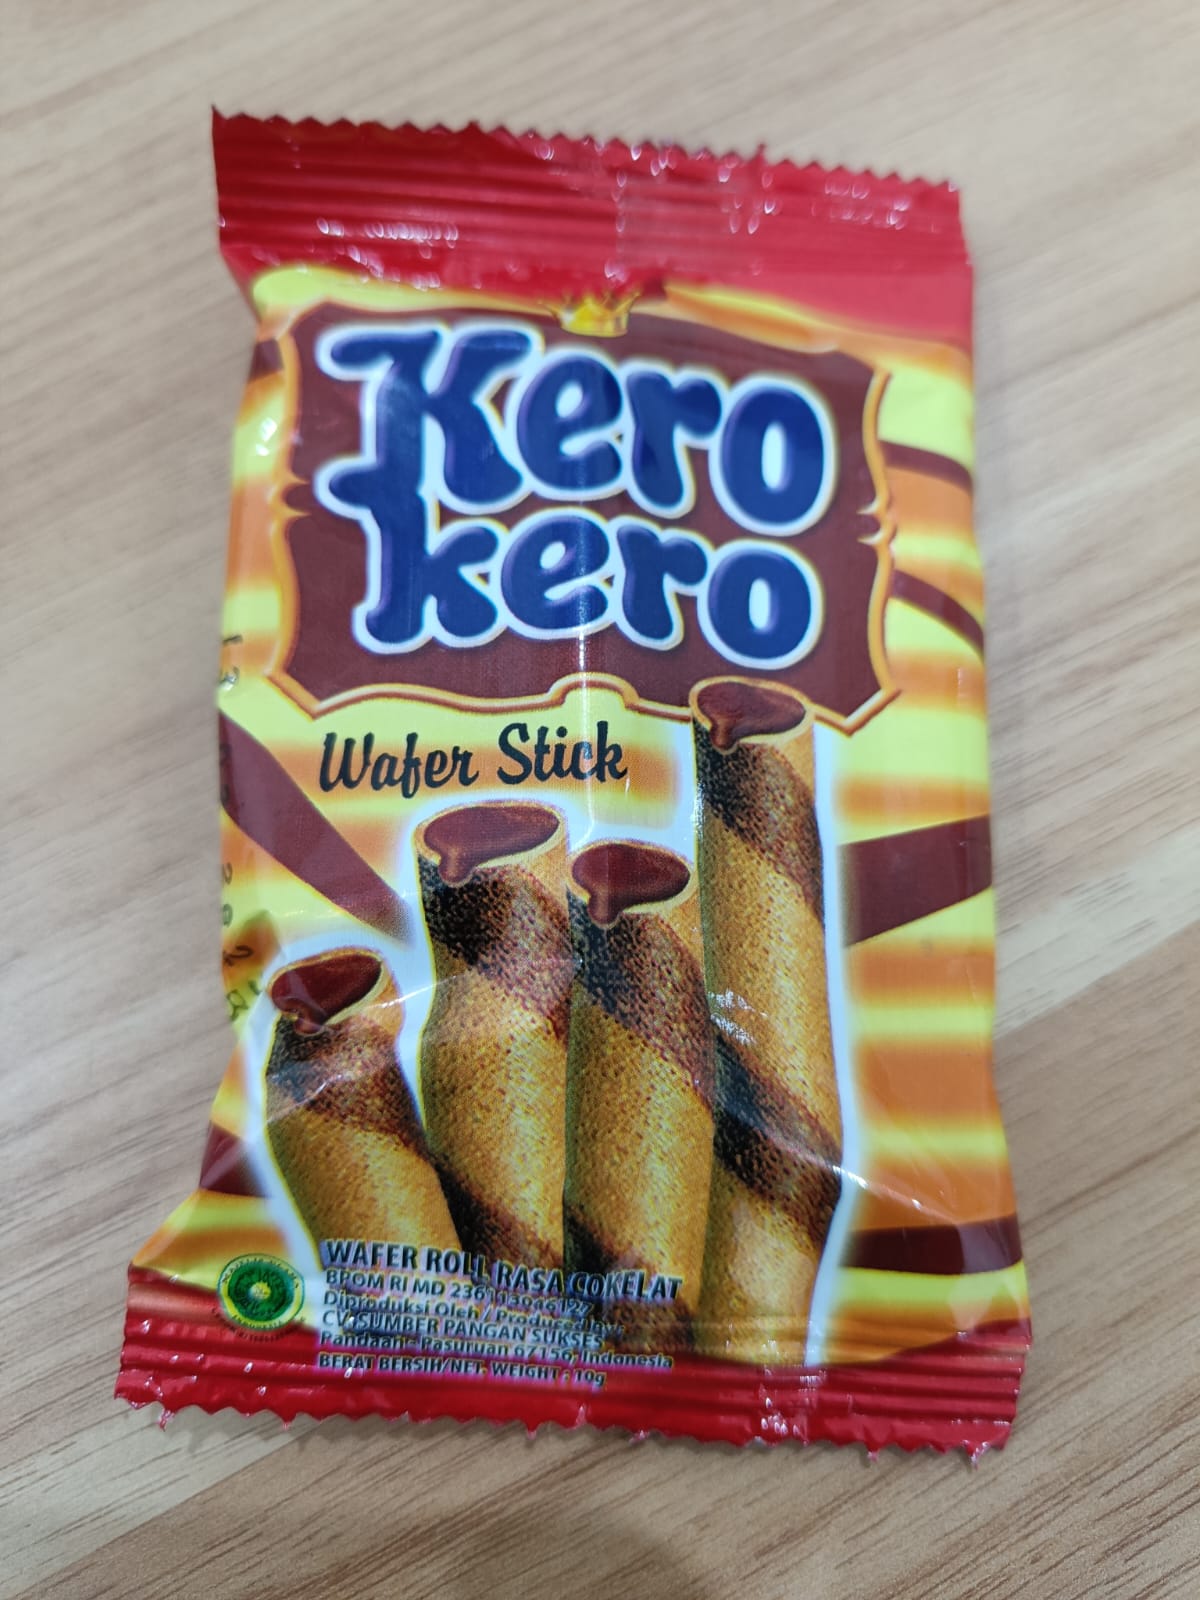 Kero
kero
Wafer Stick
WAFER ROLL RASA COKELAT
BPOM RI MD
Diproduksi Oleh / Produced by:
CV. SUMBER PANGAN SUKSES
Pandaan - Pasuruan 67156, Indonesia
BERAT BERSIH/NET. WEIGHT : 10g